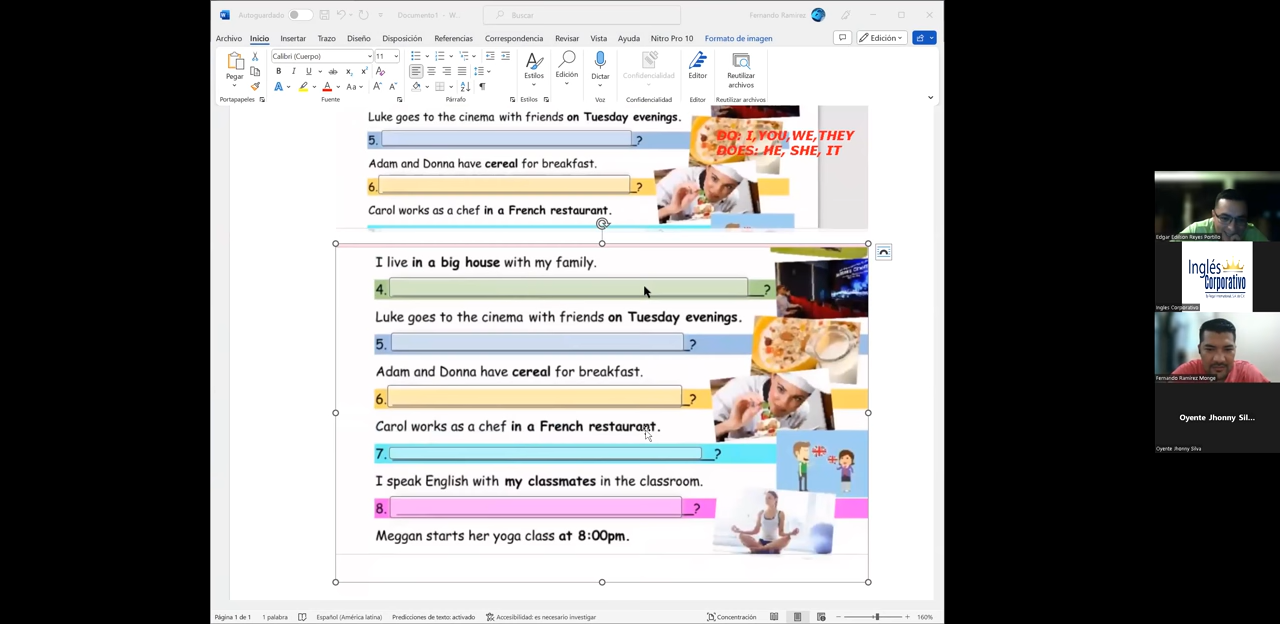 Autoguardado
Documento1 - W...
Buscar
Fernando Ramirez
Archivo Inicio Insertar Trazo Diseño Disposición Referencias Correspondencia Revisar Vista Ayuda Nitro Pro 10 Formato de imagen
Edición
Calibri (Cuerpo) 11
Pegar
Estilos
Edición
Dictar
Confidencialidad
Editor
Reutilizar archivos
Portapapeles Fuente Párrafo Estilos Voz Confidencialidad Editor Reutilizar archivos
Luke goes to the cinema with friends on Tuesday evenings.
DO: I,YOU,WE,THEY
DOES: HE, SHE, IT
5. ?
Adam and Donna have cereal for breakfast.
6. ?
Carol works as a chef in a French restaurant.
I live in a big house with my family.
4. ?
Luke goes to the cinema with friends on Tuesday evenings.
5. ?
Adam and Donna have cereal for breakfast.
6. ?
Carol works as a chef in a French restaurant.
7. ?
I speak English with my classmates in the classroom.
8. ?
Meggan starts her yoga class at 8:00pm.
Página 1 de 1 1 palabra Español (América latina) Predicciones de texto: activado Accesibilidad: es necesario investigar Concentración 160%
Edgar Edilson Reyes Portillo
Inglés
Corporativo
Ingles Corporativa
Fernando Ramirez Monge
Oyente Jhonny Sil...
Oyente Jhonny Silva